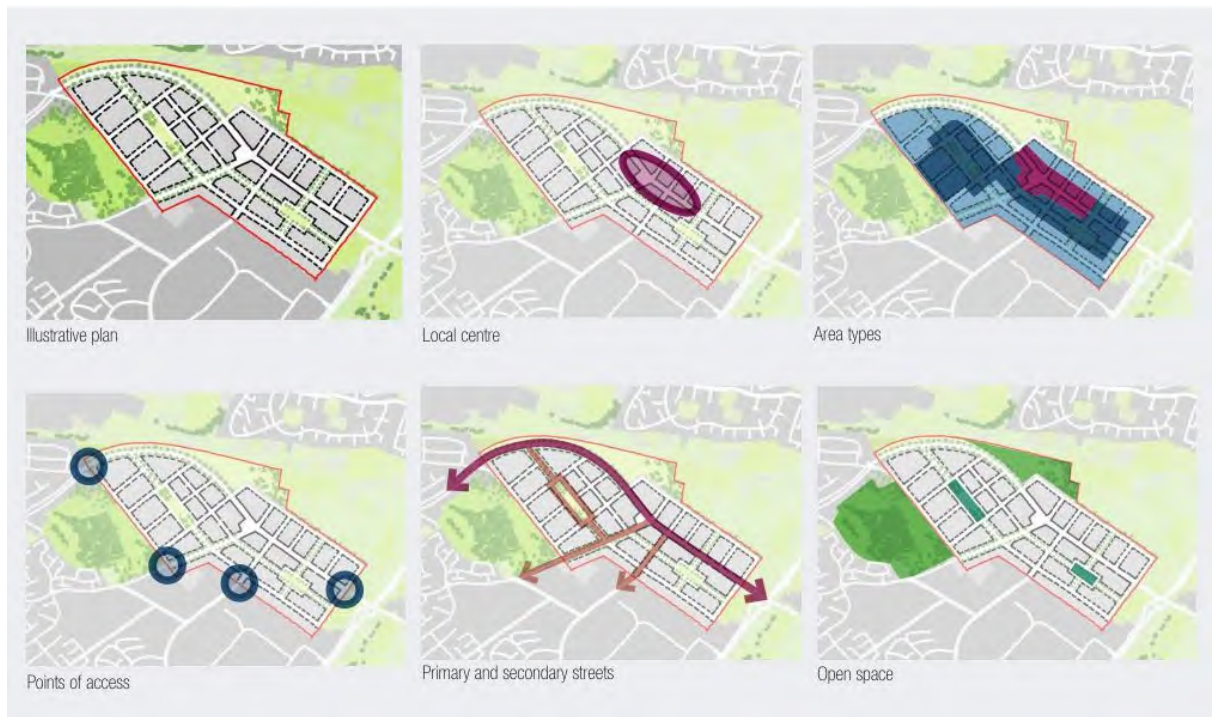 Illustrative plan
Local centre
Area types
Points of access
Primary and secondary streets
Open space